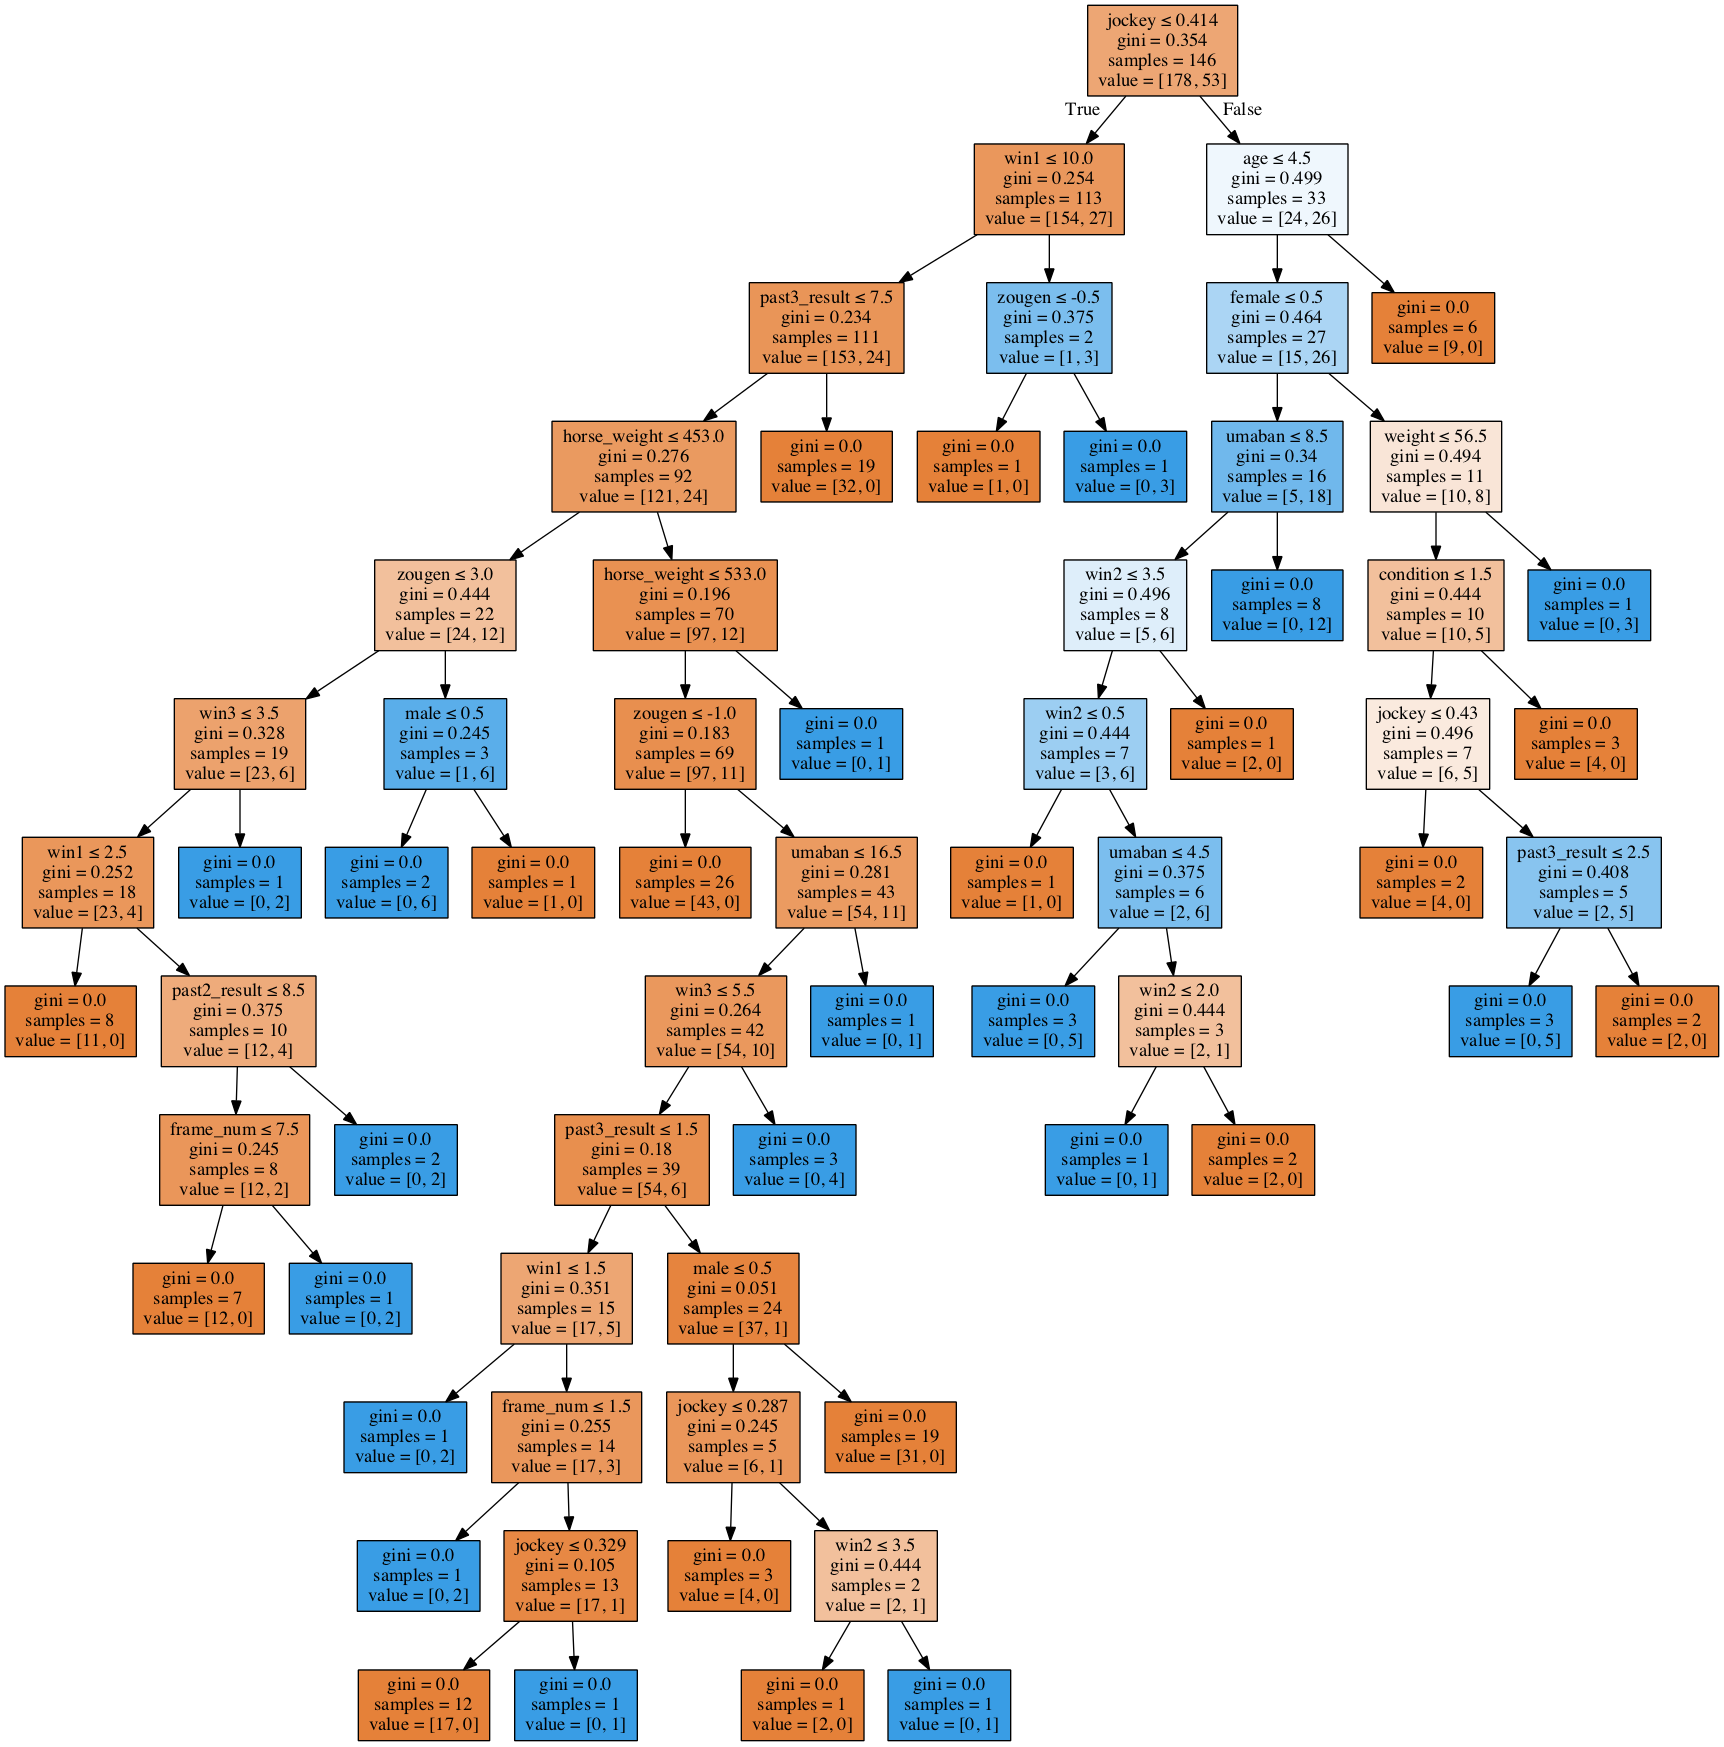 jockey ≤ 0.414
gini = 0.354
samples = 146
value = [178, 53]
True
False
win1 ≤ 10.0
gini = 0.254
samples = 113
value = [154, 27]
age ≤ 4.5
gini = 0.499
samples = 33
value = [24, 26]
past3_result ≤ 7.5
gini = 0.234
samples = 111
value = [153, 24]
zougen ≤ -0.5
gini = 0.375
samples = 2
value = [1, 3]
female ≤ 0.5
gini = 0.464
samples = 27
value = [15, 26]
gini = 0.0
samples = 6
value = [9, 0]
horse_weight ≤ 453.0
gini = 0.276
samples = 92
value = [121, 24]
gini = 0.0
samples = 19
value = [32, 0]
gini = 0.0
samples = 1
value = [1, 0]
gini = 0.0
samples = 1
value = [0, 3]
umaban ≤ 8.5
gini = 0.34
samples = 16
value = [5, 18]
weight ≤ 56.5
gini = 0.494
samples = 11
value = [10, 8]
zougen ≤ 3.0
gini = 0.444
samples = 22
value = [24, 12]
horse_weight ≤ 533.0
gini = 0.196
samples = 70
value = [97, 12]
win2 ≤ 3.5
gini = 0.496
samples = 8
value = [5, 6]
gini = 0.0
samples = 8
value = [0, 12]
condition ≤ 1.5
gini = 0.444
samples = 10
value = [10, 5]
gini = 0.0
samples = 1
value = [0, 3]
win3 ≤ 3.5
gini = 0.328
samples = 19
value = [23, 6]
male ≤ 0.5
gini = 0.245
samples = 3
value = [1, 6]
zougen ≤ -1.0
gini = 0.183
samples = 69
value = [97, 11]
gini = 0.0
samples = 1
value = [0, 1]
win2 ≤ 0.5
gini = 0.444
samples = 7
value = [3, 6]
gini = 0.0
samples = 1
value = [2, 0]
jockey ≤ 0.43
gini = 0.496
samples = 7
value = [6, 5]
gini = 0.0
samples = 3
value = [4, 0]
win1 ≤ 2.5
gini = 0.252
samples = 18
value = [23, 4]
gini = 0.0
samples = 1
value = [0, 2]
gini = 0.0
samples = 2
value = [0, 6]
gini = 0.0
samples = 1
value = [1, 0]
gini = 0.0
samples = 26
value = [43, 0]
umaban ≤ 16.5
gini = 0.281
samples = 43
value = [54, 11]
gini = 0.0
samples = 1
value = [1, 0]
umaban ≤ 4.5
gini = 0.375
samples = 6
value = [2, 6]
gini = 0.0
samples = 2
value = [4, 0]
past3_result ≤ 2.5
gini = 0.408
samples = 5
value = [2, 5]
gini = 0.0
samples = 8
value = [11, 0]
past2_result ≤ 8.5
gini = 0.375
samples = 10
value = [12, 4]
win3 ≤ 5.5
gini = 0.264
samples = 42
value = [54, 10]
gini = 0.0
samples = 1
value = [0, 1]
gini = 0.0
samples = 3
value = [0, 5]
win2 ≤ 2.0
gini = 0.444
samples = 3
value = [2, 1]
gini = 0.0
samples = 3
value = [0, 5]
gini = 0.0
samples = 2
value = [2, 0]
frame_num ≤ 7.5
gini = 0.245
samples = 8
value = [12, 2]
gini = 0.0
samples = 2
value = [0, 2]
past3_result ≤ 1.5
gini = 0.18
samples = 39
value = [54, 6]
gini = 0.0
samples = 3
value = [0, 4]
gini = 0.0
samples = 1
value = [0, 1]
gini = 0.0
samples = 2
value = [2, 0]
gini = 0.0
samples = 7
value = [12, 0]
gini = 0.0
samples = 1
value = [0, 2]
win1 ≤ 1.5
gini = 0.351
samples = 15
value = [17, 5]
male ≤ 0.5
gini = 0.051
samples = 24
value = [37, 1]
gini = 0.0
samples = 1
value = [0, 2]
frame_num ≤ 1.5
gini = 0.255
samples = 14
value = [17, 3]
jockey ≤ 0.287
gini = 0.245
samples = 5
value = [6, 1]
gini = 0.0
samples = 19
value = [31, 0]
gini = 0.0
samples = 1
value = [0, 2]
jockey ≤ 0.329
gini = 0.105
samples = 13
value = [17, 1]
gini = 0.0
samples = 3
value = [4, 0]
win2 ≤ 3.5
gini = 0.444
samples = 2
value = [2, 1]
gini = 0.0
samples = 12
value = [17, 0]
gini = 0.0
samples = 1
value = [0, 1]
gini = 0.0
samples = 1
value = [2, 0]
gini = 0.0
samples = 1
value = [0, 1]